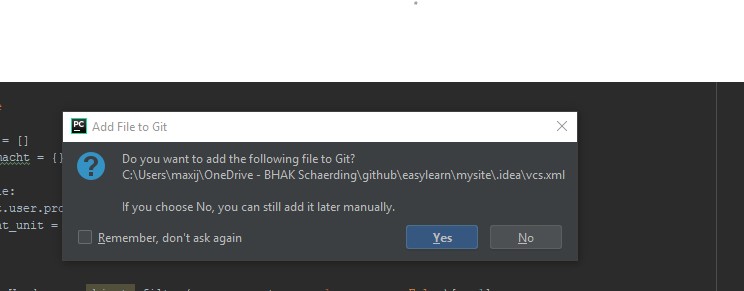 PC Add File to Git
= []
macht = {}
le:
t.user.pro
nt_unit =
Do you want to add the following file to Git?
C:\Users\maxij\OneDrive - BHAK Schaerding\github\easylearn\mysite\.idea\vcs.xml
If you choose No, you can still add it later manually.
Remember, don't ask again
Yes
No